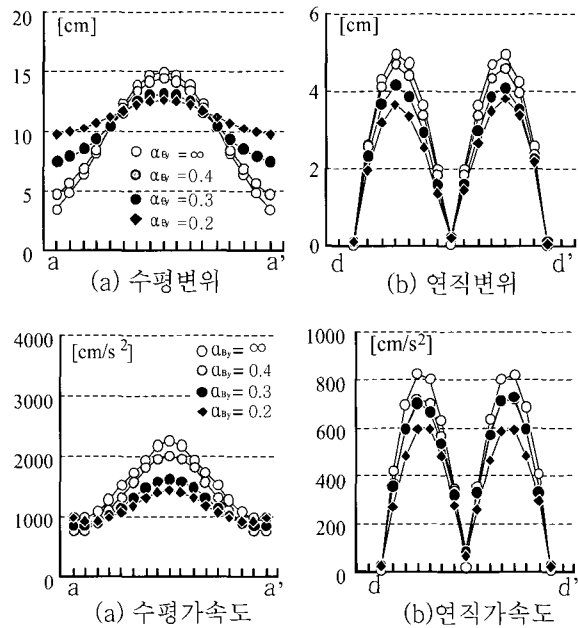 20 [cm]
15
10
5
0
○ αBy = ∞
○ αBy = 0.4
● αBy = 0.3
◆ αBy = 0.2
a a'
(a) 수평변위
6 [cm]
4
2
0
d d'
(b) 연직변위
4000 [cm/s²]
3000
2000
1000
0
○ αBy = ∞
○ αBy = 0.4
● αBy = 0.3
◆ αBy = 0.2
a a'
(a) 수평가속도
1000 [cm/s²]
800
600
400
200
0
d d'
(b)연직가속도